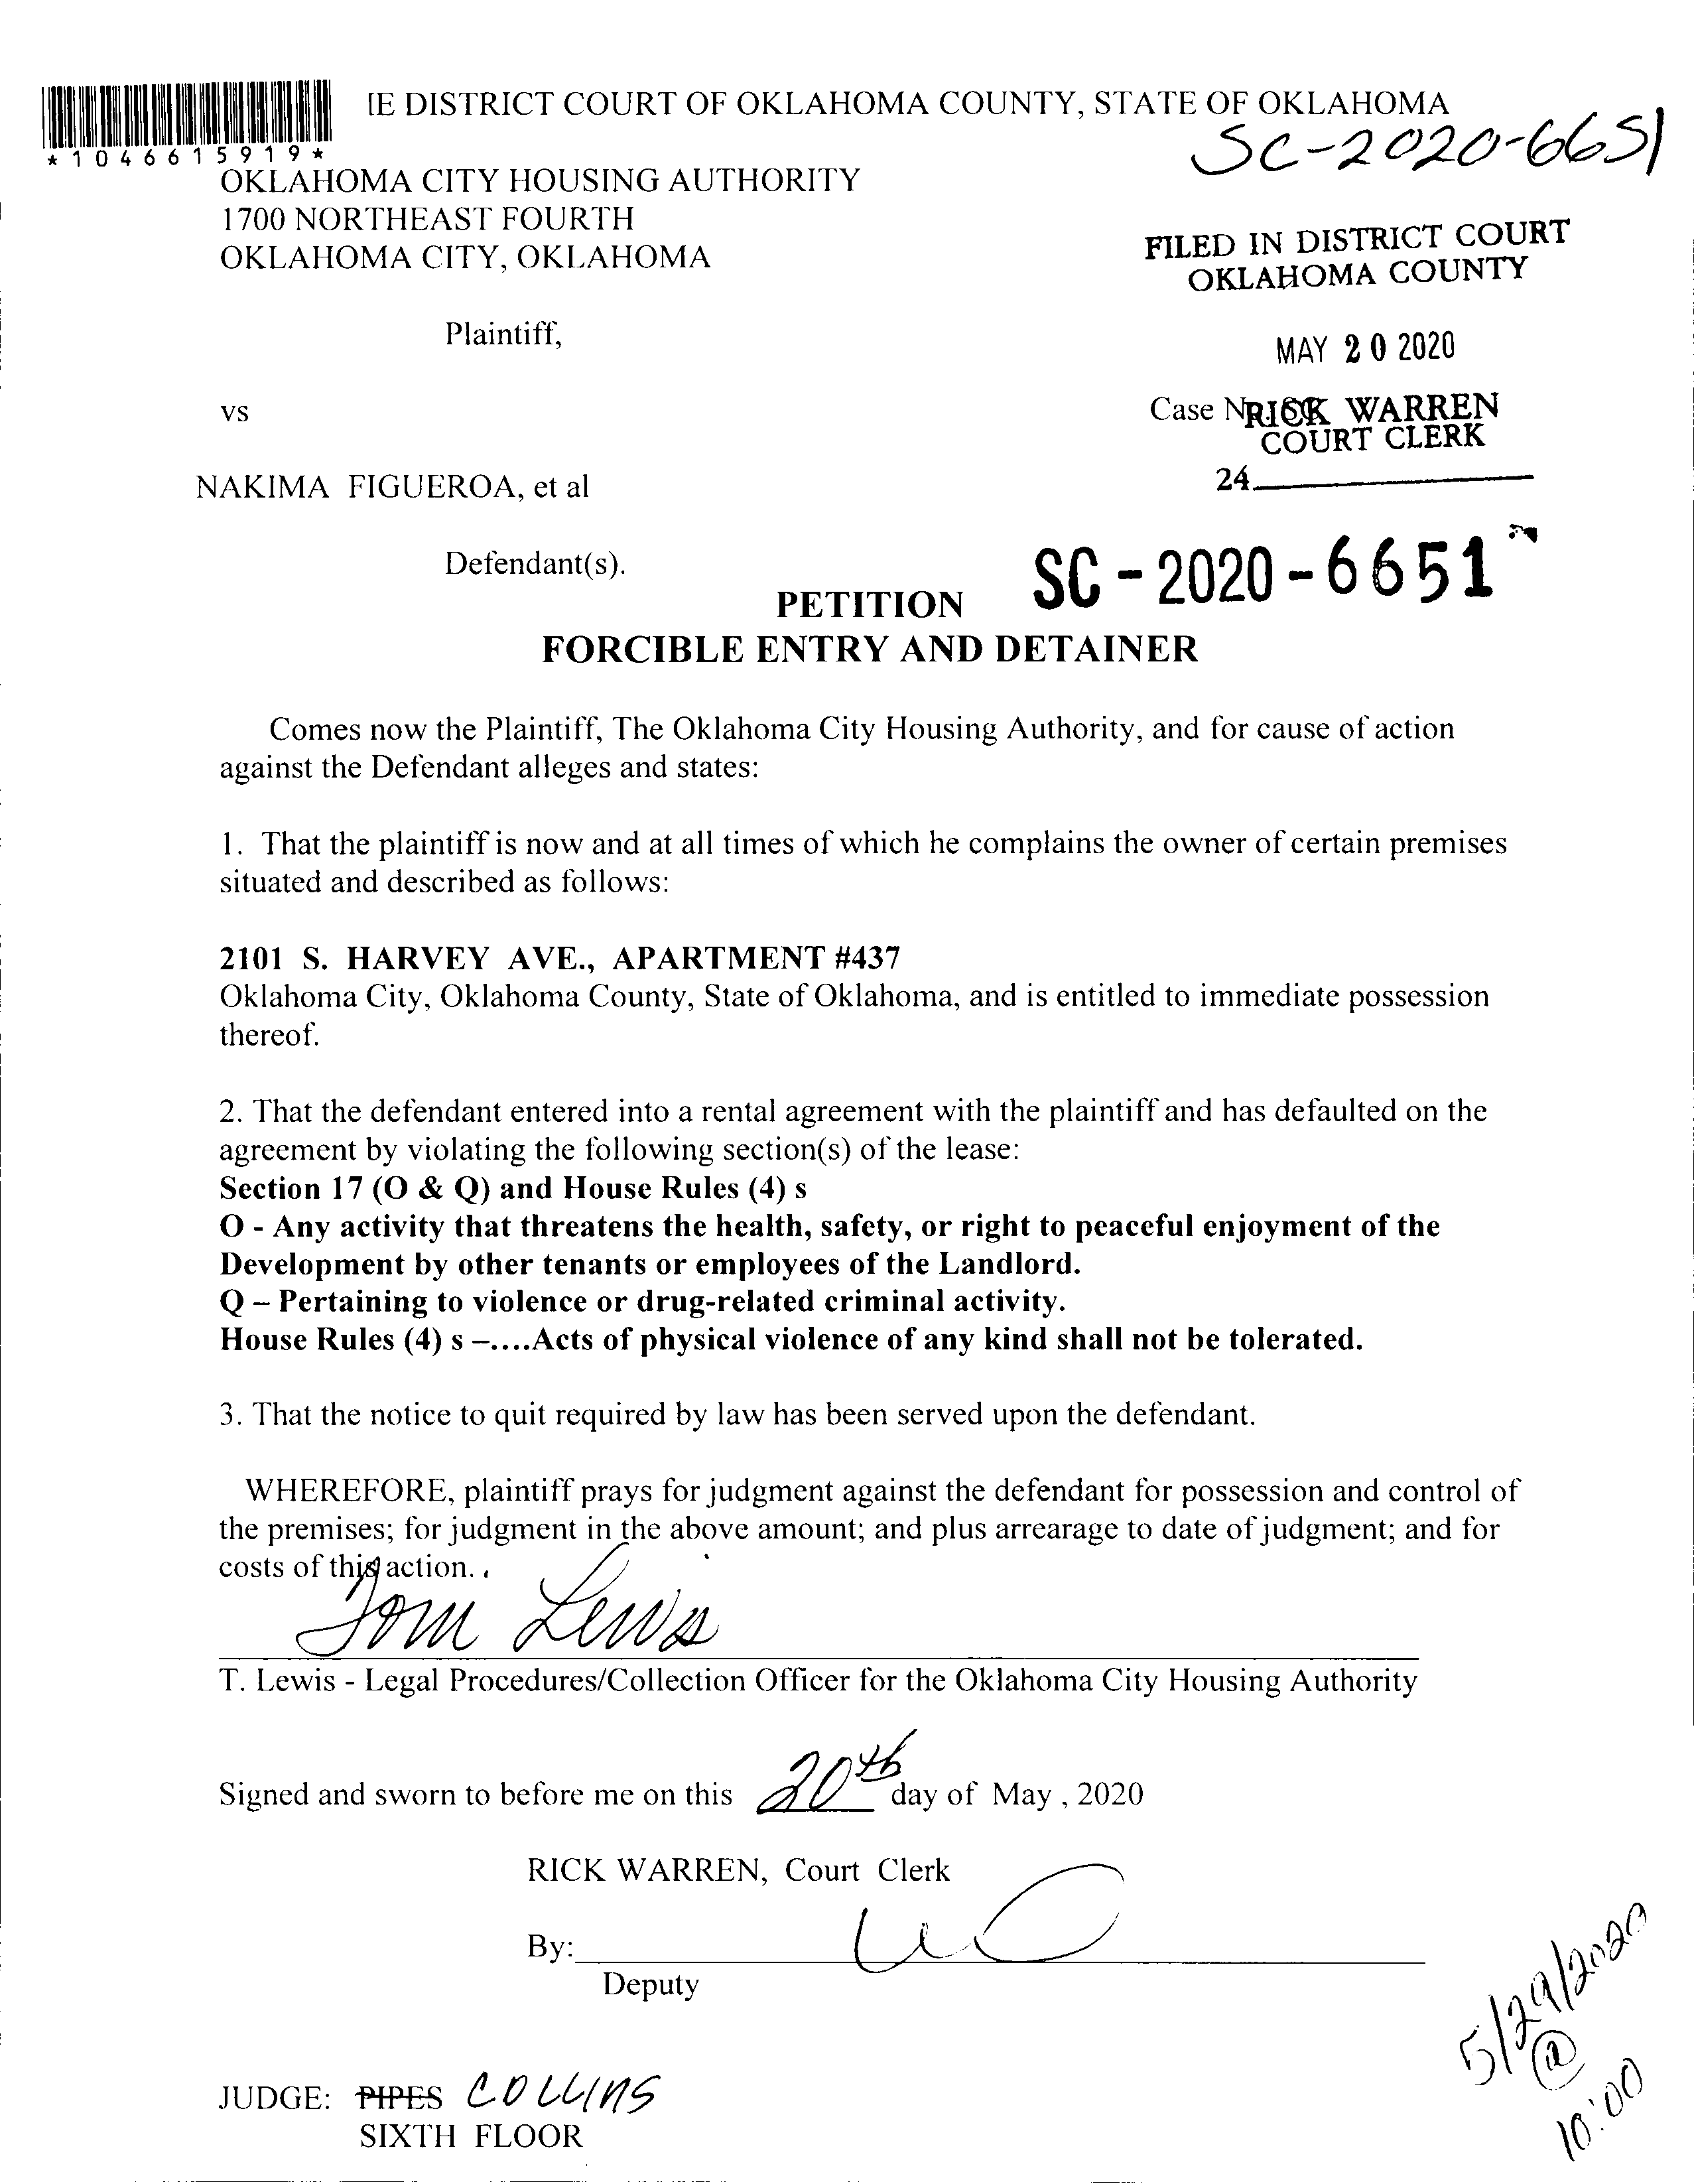 IE DISTRICT COURT OF OKLAHOMA COUNTY, STATE OF OKLAHOMA
*1046615919*
SC-2020-6651
OKLAHOMA CITY HOUSING AUTHORITY
1700 NORTHEAST FOURTH
OKLAHOMA CITY, OKLAHOMA
FILED IN DISTRICT COURT
OKLAHOMA COUNTY
Plaintiff,
MAY 20 2020
vs
Case
RICK WARREN
COURT CLERK
24
NAKIMA FIGUEROA, et al
Defendant(s).
SC-2020-6651
PETITION
FORCIBLE ENTRY AND DETAINER
Comes now the Plaintiff, The Oklahoma City Housing Authority, and for cause of action
against the Defendant alleges and states:
1. That the plaintiff is now and at all times of which he complains the owner of certain premises
situated and described as follows:
2101 S. HARVEY AVE., APARTMENT #437
Oklahoma City, Oklahoma County, State of Oklahoma, and is entitled to immediate possession
thereof.
2. That the defendant entered into a rental agreement with the plaintiff and has defaulted on the
agreement by violating the following section(s) of the lease:
Section 17 (O & Q) and House Rules (4) s
O - Any activity that threatens the health, safety, or right to peaceful enjoyment of the
Development by other tenants or employees of the Landlord.
Q – Pertaining to violence or drug-related criminal activity.
House Rules (4) s –....Acts of physical violence of any kind shall not be tolerated.
3. That the notice to quit required by law has been served upon the defendant.
WHEREFORE, plaintiff prays for judgment against the defendant for possession and control of
the premises; for judgment in the above amount; and plus arrearage to date of judgment; and for
costs of this action.
Tom Lewis
T. Lewis - Legal Procedures/Collection Officer for the Oklahoma City Housing Authority
Signed and sworn to before me on this 20th day of May , 2020
RICK WARREN, Court Clerk
By:
Deputy
5/29/2020
@
10:00
JUDGE: PIPES COLLINS
SIXTH FLOOR